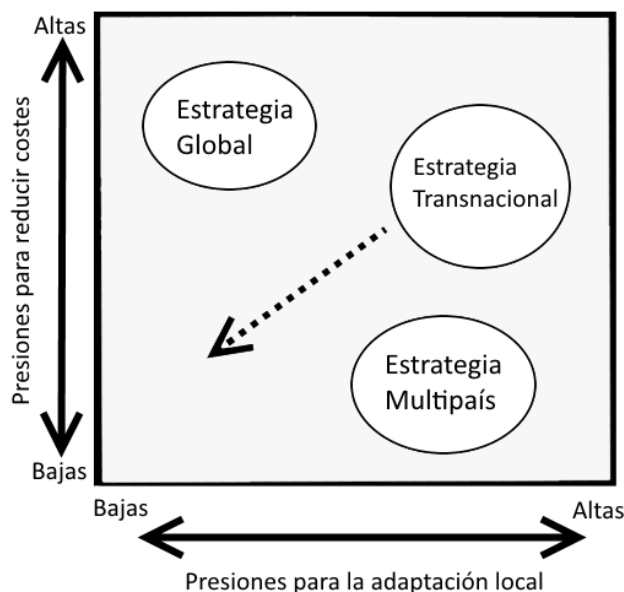 Altas
Estrategia
Global
Estrategia
Transnacional
Presiones para reducir costes
Estrategia
Multipaís
Bajas
Bajas
Altas
Presiones para la adaptación local